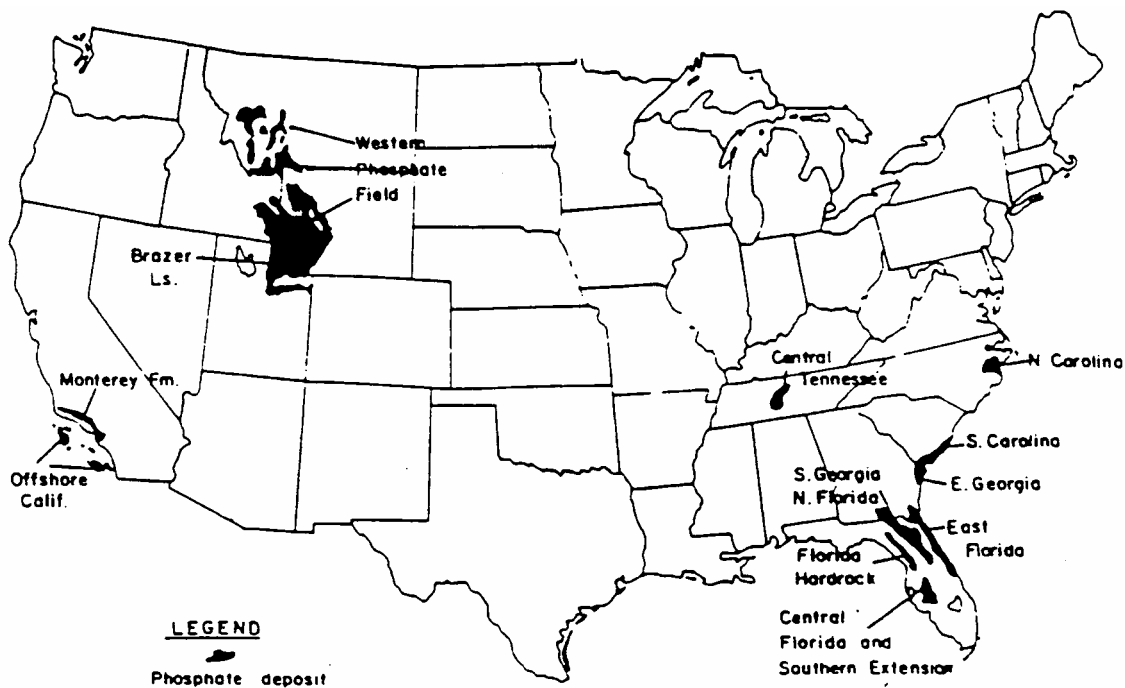 Western
Phosphate
Field
Brazer
Ls.
Monterey Fm.
Offshore
Calif.
Central
Tennessee
N Carolina
S. Carolina
E. Georgia
S. Georgia
N. Florida
East
Florida
Florida
Hardrock
Central
Florida and
Southern Extension
LEGEND
Phosphate deposit